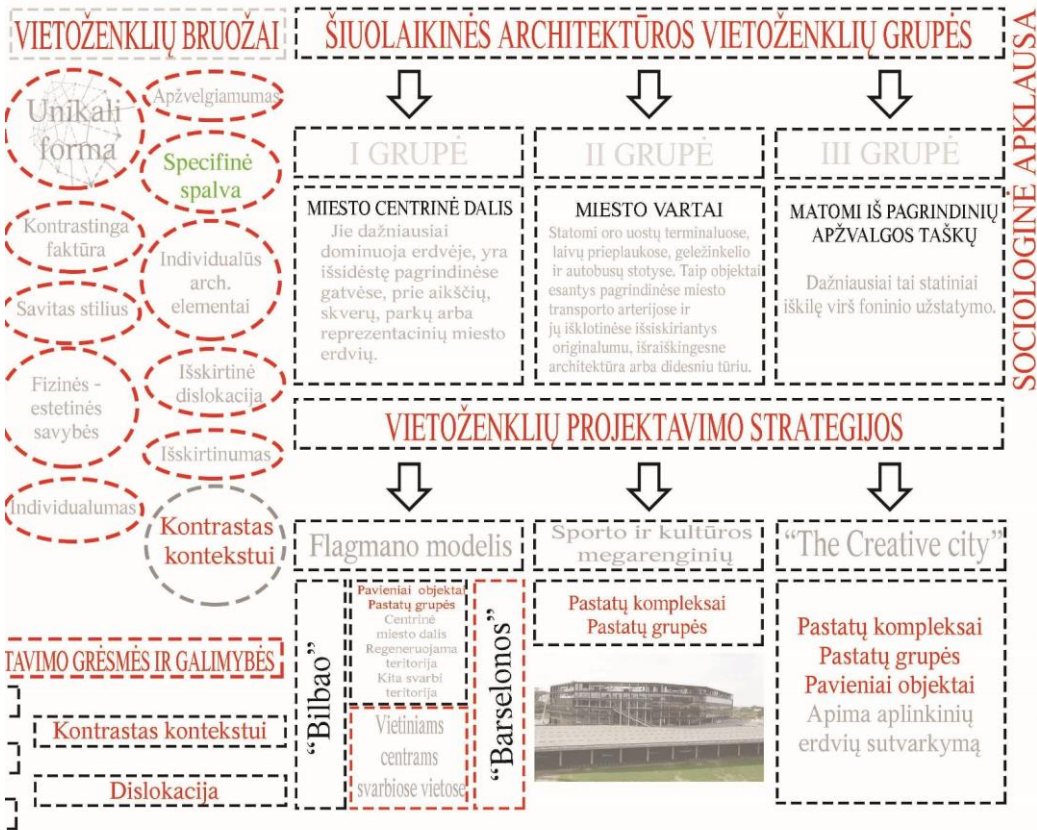 VIETOŽENKLIŲ BRUOŽAI
Unikali
forma
Apžvelgiamumas
Specifinė
spalva
Kontrastinga
faktūra
Individualūs
arch.
elementai
Savitas stilius
Išskirtinė
dislokacija
Fizinės -
estetinės
savybės
Išskirtinumas
Individualumas
Kontrastas
kontekstui
TAVIMO GRĖSMĖS IR GALIMYBĖS
Kontrastas kontekstui
Dislokacija
ŠIUOLAIKINĖS ARCHITEKTŪROS VIETOŽENKLIŲ GRUPĖS
I GRUPĖ
MIESTO CENTRINĖ DALIS
Jie dažniausiai
dominuoja erdvėje, yra
išsidėstę pagrindinėse
gatvėse, prie aikščių,
skverų, parkų arba
reprezentacinių miesto
erdvių.
II GRUPĖ
MIESTO VARTAI
Statomi oro uostų terminaluose,
laivų prieplaukose, geležinkelio
ir autobusų stotyse. Taip objektai
esantys pagrindinėse miesto
transporto arterijose ir
jų išklotinėse išsiskiriantys
originalumu, išraiškingesne
architektūra arba didesniu tūriu.
III GRUPĖ
MATOMI IŠ PAGRINDINIŲ
APŽVALGOS TAŠKŲ
Dažniausiai tai statiniai
iškilę virš foninio užstatymo.
VIETOŽENKLIŲ PROJEKTAVIMO STRATEGIJOS
Flagmano modelis
"Bilbao"
Pavieniai objektai
Pastatų grupės
Centrinė
miesto dalis
Regeneruojama
teritorija
Kita svarbi
teritorija
Vietiniams
centrams
svarbiose vietose
"Barselonos"
Sporto ir kultūros
megarenginių
Pastatų kompleksai
Pastatų grupės
"The Creative city"
Pastatų kompleksai
Pastatų grupės
Pavieniai objektai
Apima aplinkinių
erdvių sutvarkymą
SOCIOLOGINĖ APKLAUSA